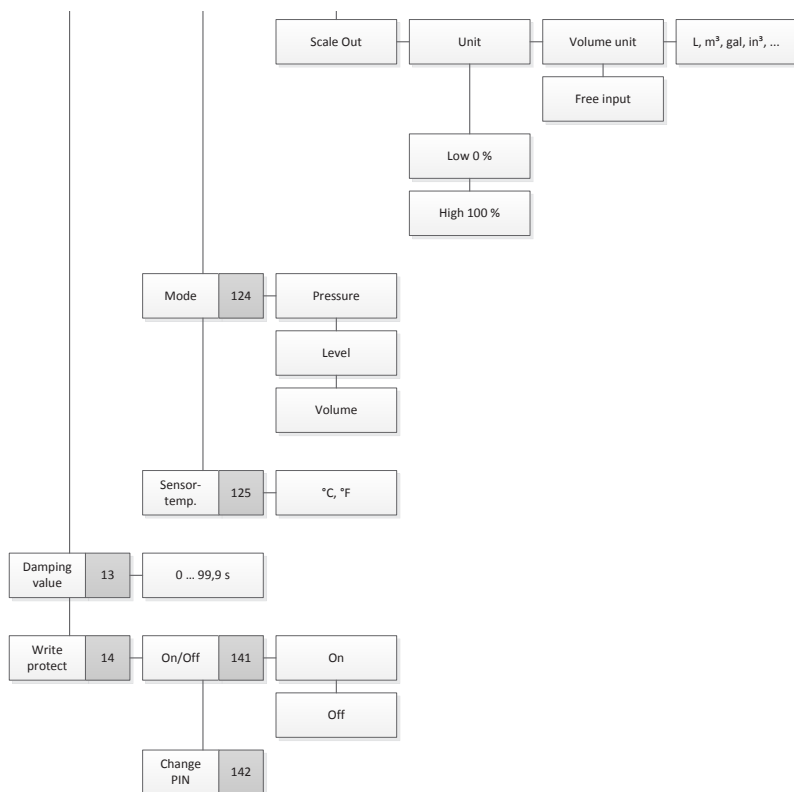 Scale Out
Unit
Volume unit
L, m³, gal, in³, ...
Free input
Low 0 %
High 100 %
Mode
124
Pressure
Level
Volume
Sensor-
temp.
125
°C, °F
Damping
value
13
0 ... 99,9 s
Write
protect
14
On/Off
141
On
Off
Change
PIN
142